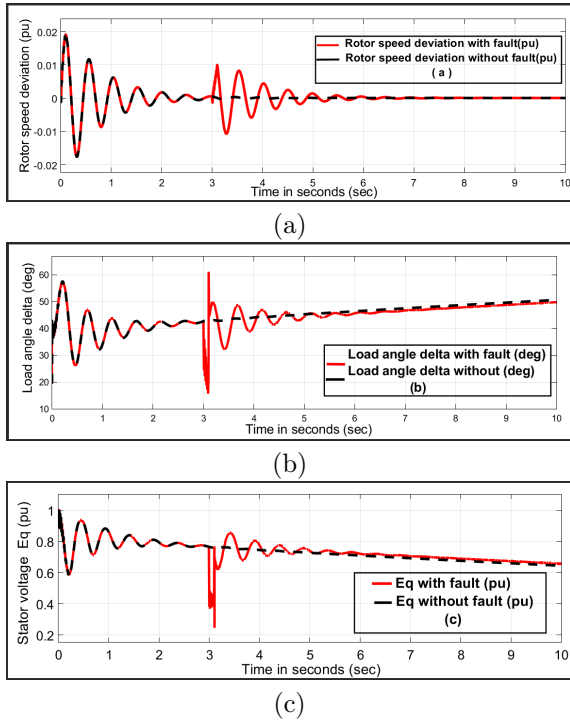 Rotor speed deviation (pu)
0.02
0.01
0
-0.01
-0.02
Rotor speed deviation with fault(pu)
Rotor speed deviation without fault(pu)
( a )
0 1 2 3 4 5 6 7 8 9 10
Time in seconds (sec)
(a)
Load angle delta (deg)
60
50
40
30
20
10
Load angle delta with fault (deg)
Load angle delta without (deg)
(b)
0 1 2 3 4 5 6 7 8 9 10
Time in seconds (sec)
(b)
Stator voltage Eq (pu)
1
0.8
0.6
0.4
0.2
Eq with fault (pu)
Eq without fault (pu)
(c)
0 1 2 3 4 5 6 7 8 9 10
Time in seconds (sec)
(c)